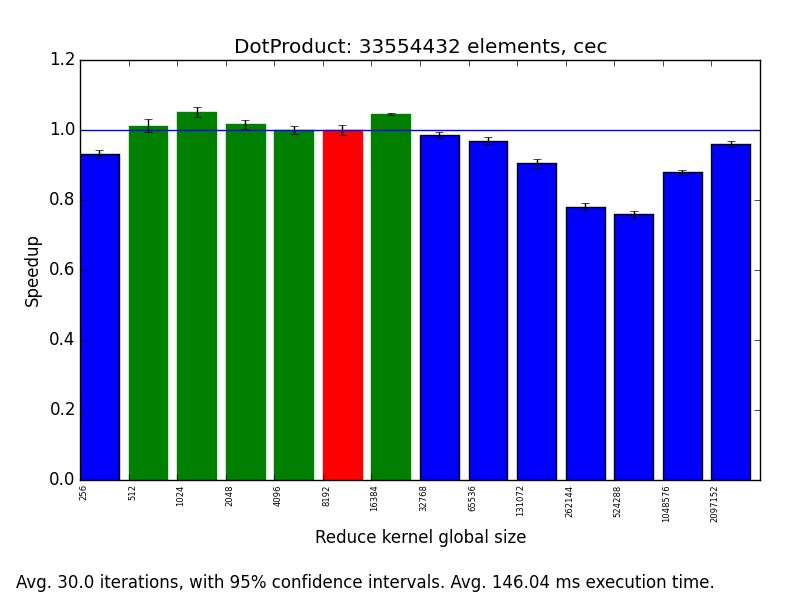 DotProduct: 33554432 elements, cec
1.2
1.0
0.8
0.6
0.4
0.2
0.0
Speedup
256 512 1024 2048 4096 8192 16384 32768 65536 131072 262144 524288 1048576 2097152
Reduce kernel global size
Avg. 30.0 iterations, with 95% confidence intervals. Avg. 146.04 ms execution time.